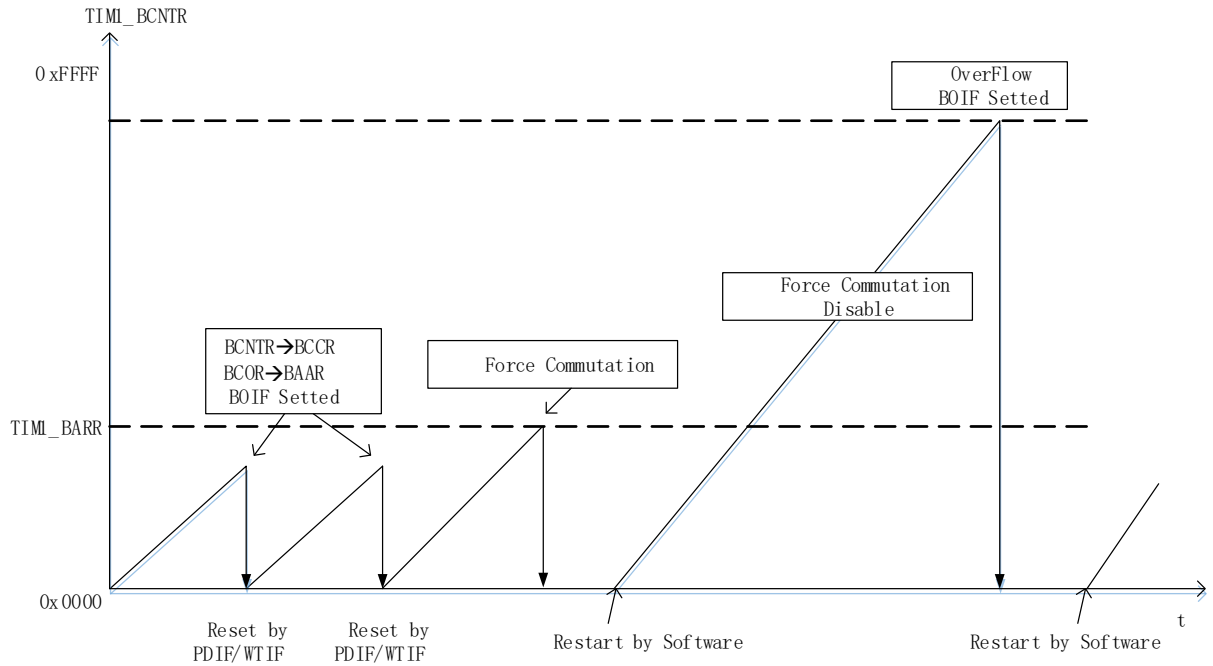 TIM1_BCNTR
0xFFFF
OverFlow
BOIF Setted
Force Commutation
Disable
BCNTR→BCCR
BCOR→BAAR
BOIF Setted
Force Commutation
TIM1_BARR
0x0000
t
Reset by
PDIF/WTIF
Reset by
PDIF/WTIF
Restart by Software
Restart by Software